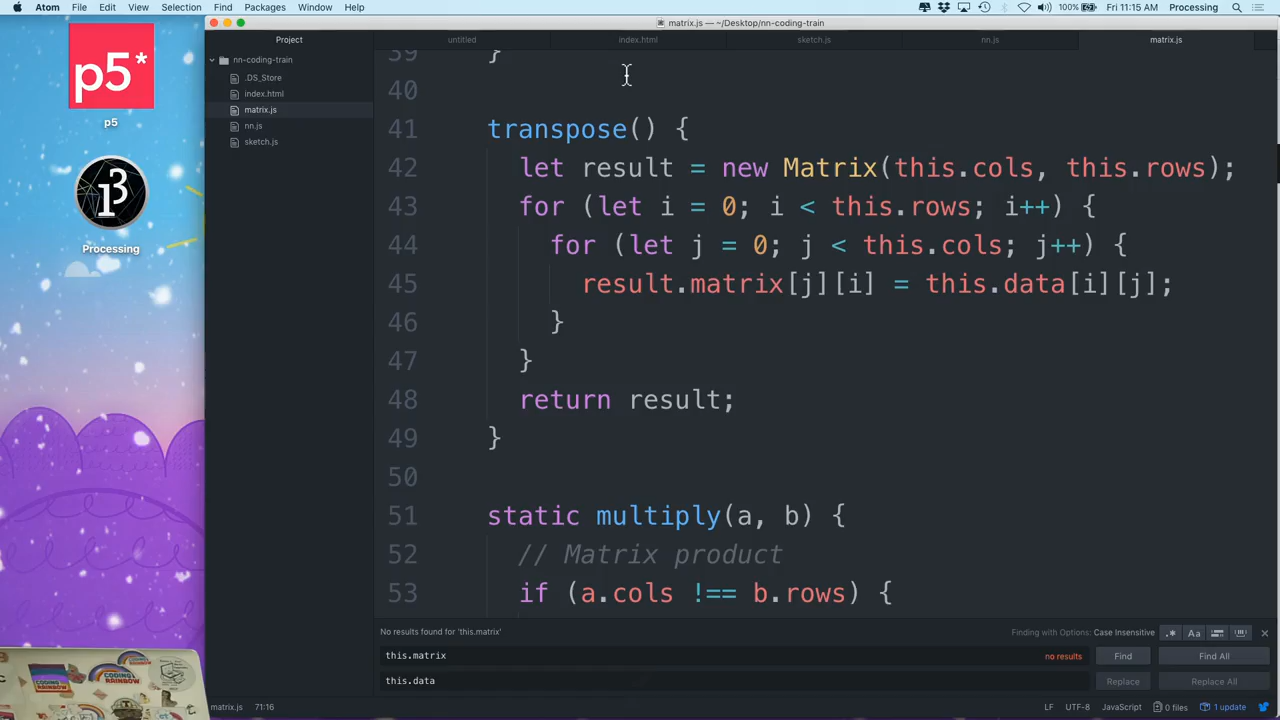 Atom File Edit View Selection Find Packages Window Help
100% Fri 11:15 AM Processing
matrix.js — ~/Desktop/nn-coding-train
Project
untitled
index.html
sketch.js
nn.js
matrix.js
nn-coding-train
.DS_Store
index.html
matrix.js
nn.js
sketch.js
p5*
p5
Processing
39 }
40
41 transpose() {
42 let result = new Matrix(this.cols, this.rows);
43 for (let i = 0; i < this.rows; i++) {
44 for (let j = 0; j < this.cols; j++) {
45 result.matrix[j][i] = this.data[i][j];
46 }
47 }
48 return result;
49 }
50
51 static multiply(a, b) {
52 // Matrix product
53 if (a.cols !== b.rows) {
No results found for 'this.matrix'
Finding with Options: Case Insensitive
.* Aa
this.matrix
no results
Find
Find All
this.data
Replace
Replace All
matrix.js 71:16
LF UTF-8 JavaScript 0 files 1 update
CODING RAINBOW
CODING RAINBOW